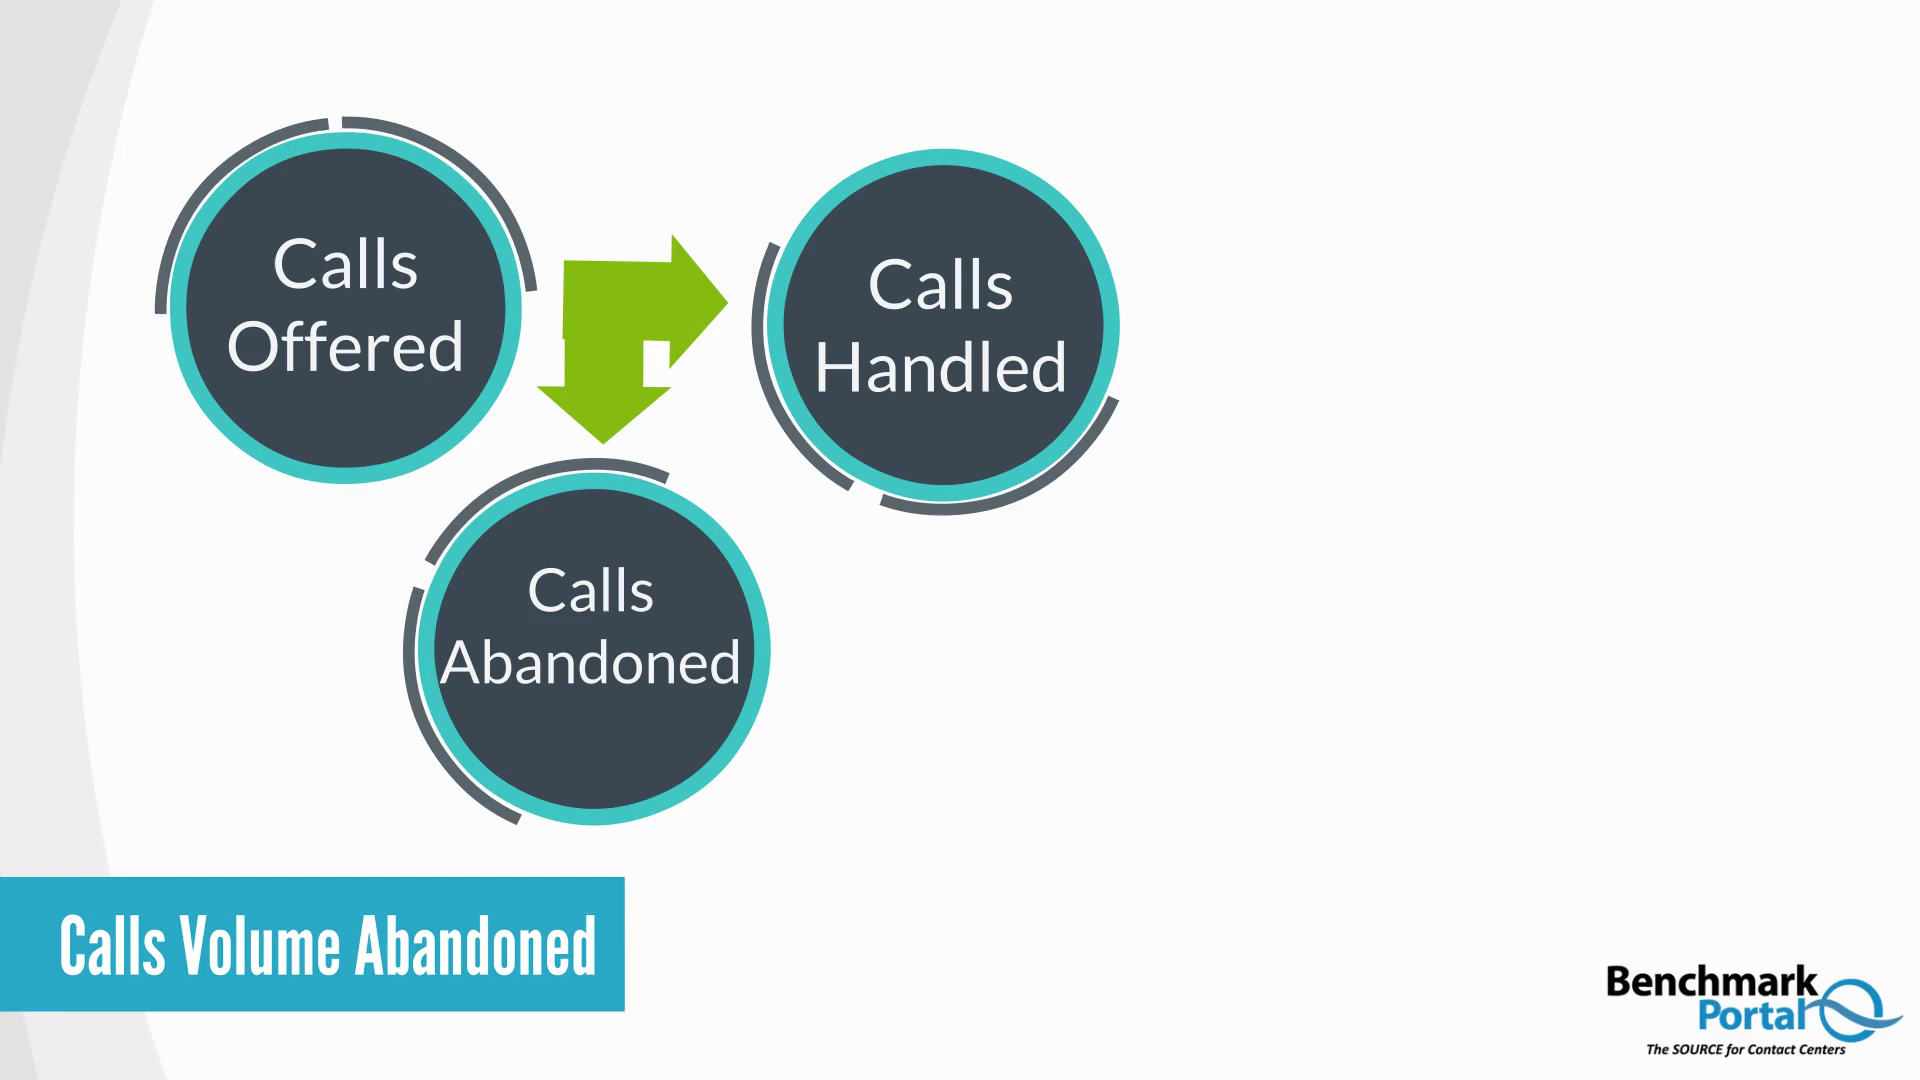 Calls
Offered
Calls
Handled
Calls
Abandoned
Calls Volume Abandoned
Benchmark
Portal
The SOURCE for Contact Centers